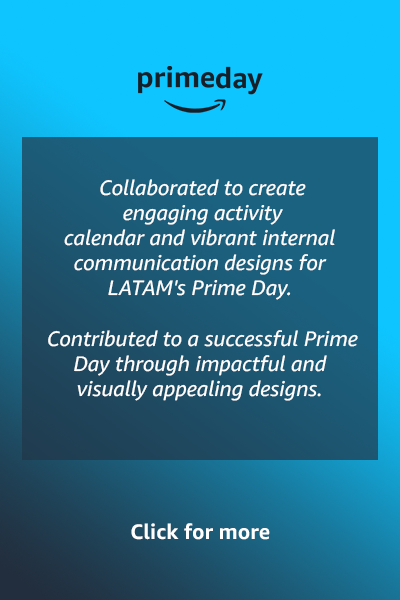 primeday
Collaborated to create
engaging activity
calendar and vibrant internal
communication designs for
LATAM's Prime Day.
Contributed to a successful Prime
Day through impactful and
visually appealing designs.
Click for more